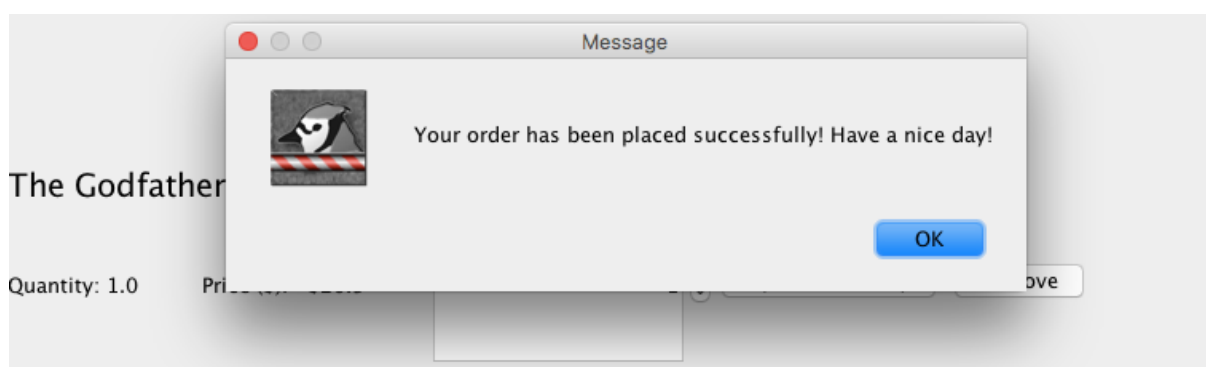 Message
Your order has been placed successfully! Have a nice day!
The Godfather
OK
Quantity: 1.0